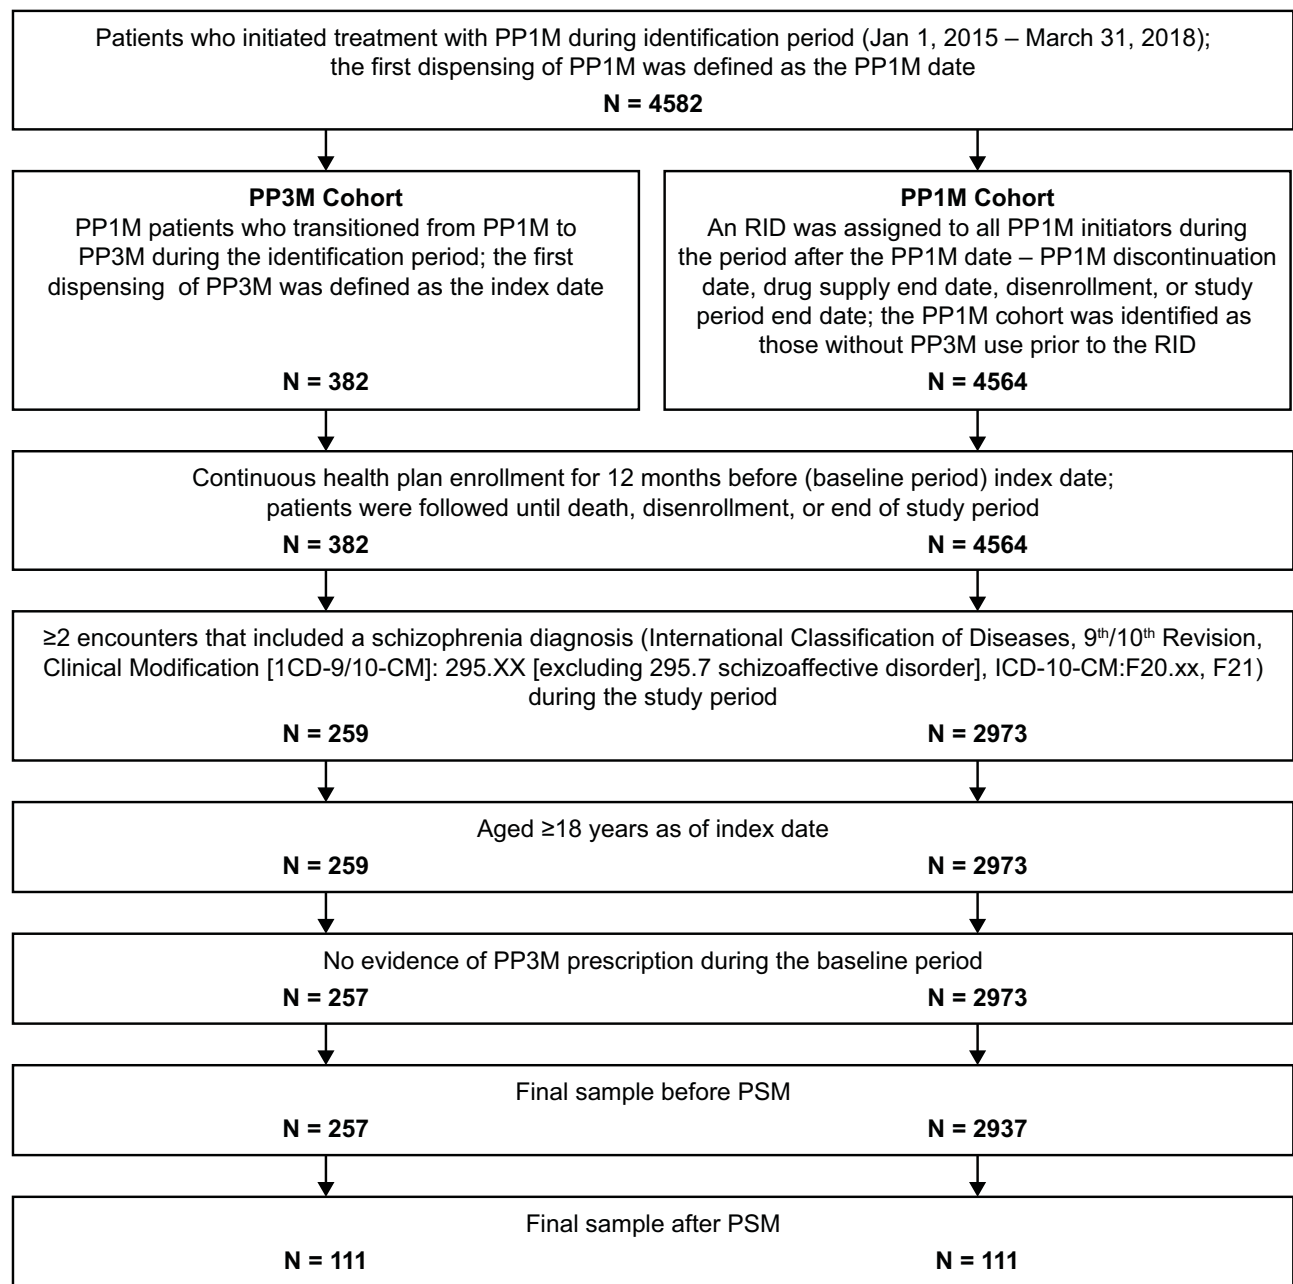 Patients who initiated treatment with PP1M during identification period (Jan 1, 2015 – March 31, 2018);
the first dispensing of PP1M was defined as the PP1M date
N = 4582
PP3M Cohort
PP1M patients who transitioned from PP1M to
PP3M during the identification period; the first
dispensing of PP3M was defined as the index date
N = 382
PP1M Cohort
An RID was assigned to all PP1M initiators during
the period after the PP1M date – PP1M discontinuation
date, drug supply end date, disenrollment, or study
period end date; the PP1M cohort was identified as
those without PP3M use prior to the RID
N = 4564
Continuous health plan enrollment for 12 months before (baseline period) index date;
patients were followed until death, disenrollment, or end of study period
N = 382 N = 4564
≥2 encounters that included a schizophrenia diagnosis (International Classification of Diseases, 9th/10th Revision,
Clinical Modification [1CD-9/10-CM]: 295.XX [excluding 295.7 schizoaffective disorder], ICD-10-CM:F20.xx, F21)
during the study period
N = 259 N = 2973
Aged ≥18 years as of index date
N = 259 N = 2973
No evidence of PP3M prescription during the baseline period
N = 257 N = 2973
Final sample before PSM
N = 257 N = 2937
Final sample after PSM
N = 111 N = 111